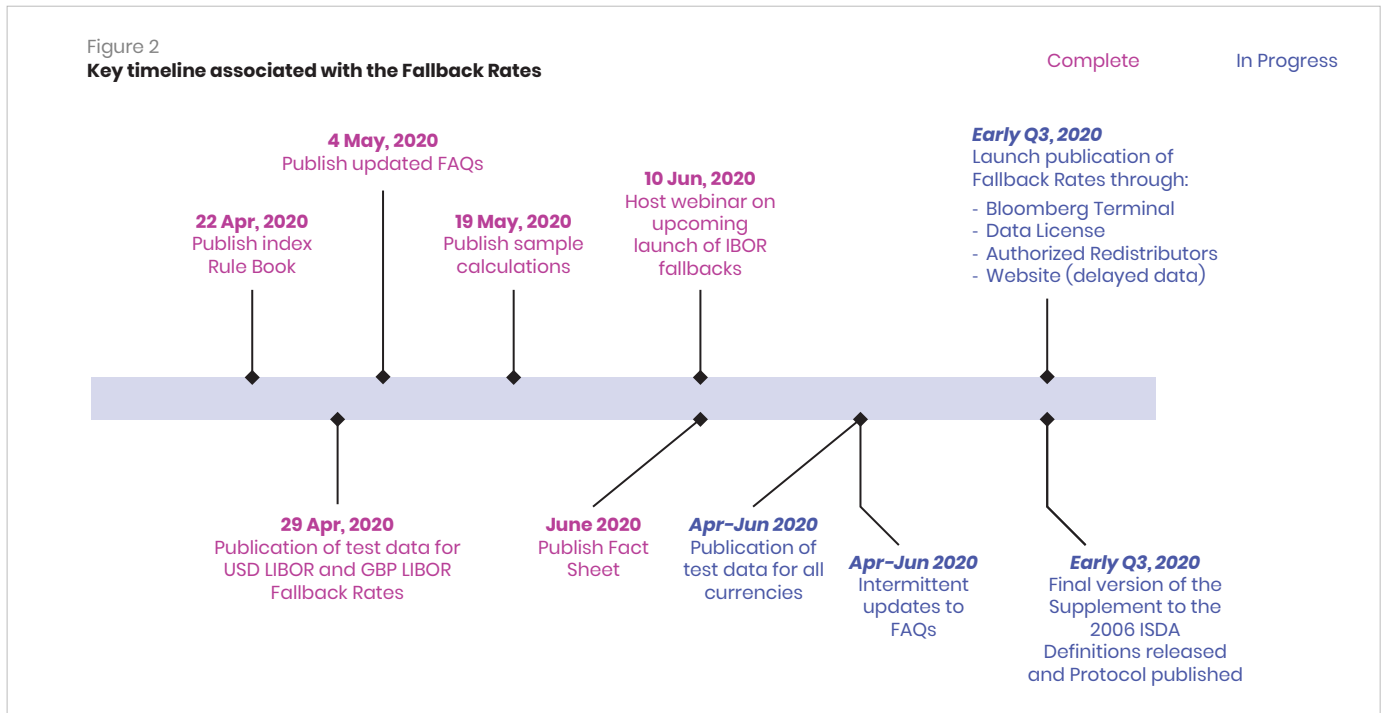 Figure 2
Key timeline associated with the Fallback Rates
Complete
In Progress
4 May, 2020
Publish updated FAQs
22 Apr, 2020
Publish index
Rule Book
19 May, 2020
Publish sample
calculations
10 Jun, 2020
Host webinar on
upcoming
launch of IBOR
fallbacks
Early Q3, 2020
Launch publication of
Fallback Rates through:
- Bloomberg Terminal
- Data License
- Authorized Redistributors
- Website (delayed data)
29 Apr, 2020
Publication of test data for
USD LIBOR and GBP LIBOR
Fallback Rates
June 2020
Publish Fact
Sheet
Apr-Jun 2020
Publication of
test data for all
currencies
Apr-Jun 2020
Intermittent
updates to
FAQs
Early Q3, 2020
Final version of the
Supplement to the
2006 ISDA
Definitions released
and Protocol published